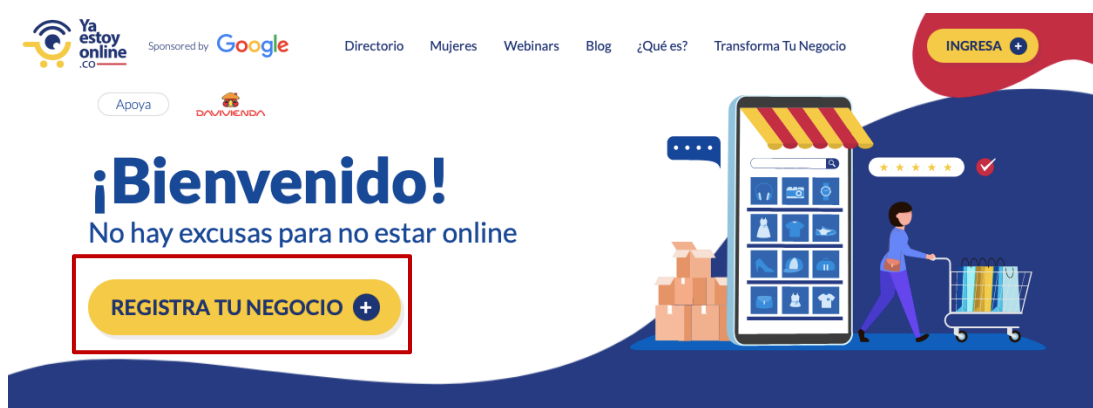 Ya
estoy
online
.co
Sponsored by Google
Directorio Mujeres Webinars Blog ¿Qué es? Transforma Tu Negocio
INGRESA
Apoya
DAVIVIENDA
¡Bienvenido!
No hay excusas para no estar online
REGISTRA TU NEGOCIO